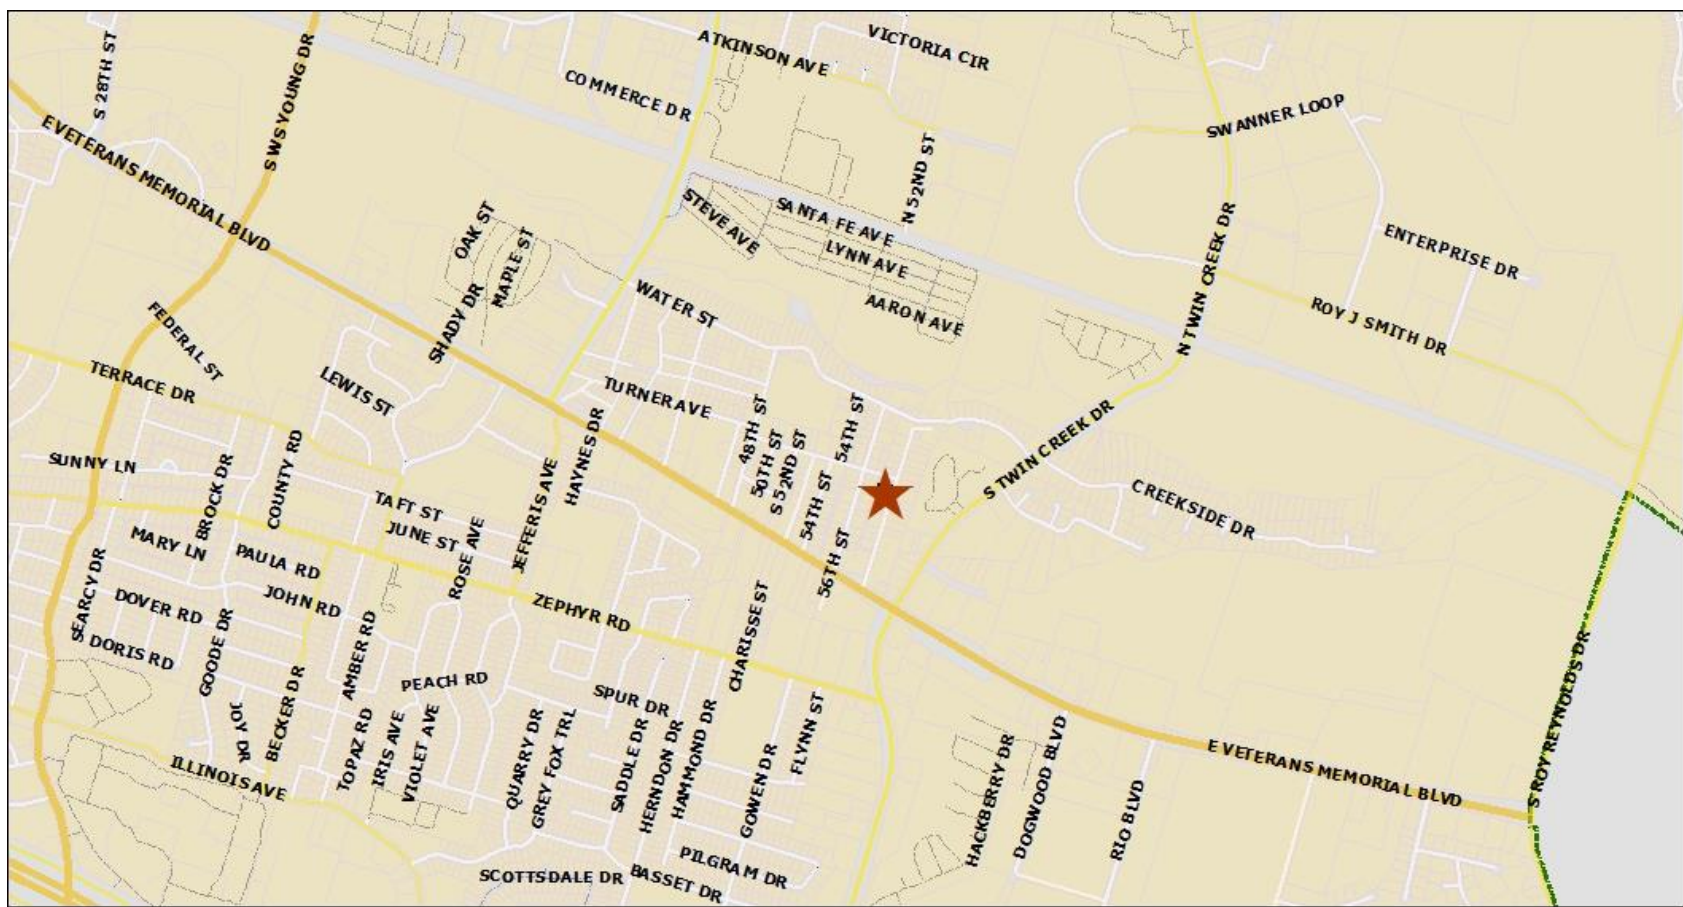 S 28TH ST
S W S YOUNG DR
E VETERANS MEMORIAL BLVD
COMMERCE DR
ATKINSON AVE
VICTORIA CIR
N 52ND ST
SWANNER LOOP
ENTERPRISE DR
ROY J SMITH DR
N TWIN CREEK DR
STEVE AVE
SANTA FE AVE
LYNN AVE
AARON AVE
OAK ST
MAPLE ST
SHADY DR
WATER ST
FEDERAL ST
TERRACE DR
LEWIS ST
TURNER AVE
HAYNES DR
48TH ST
50TH ST
S 52ND ST
54TH ST
54TH ST
56TH ST
S TWIN CREEK DR
CREEKSIDE DR
SUNNY LN
BROCK DR
COUNTY RD
TAFT ST
JUNE ST
ROSE AVE
JEFFERIS AVE
MARY LN
PAULA RD
JOHN RD
ZEPHYR RD
SEARCY DR
DOVER RD
DORIS RD
GOODE DR
JOY DR
BECKER DR
AMBER RD
TOPAZ RD
IRIS AVE
VIOLET AVE
PEACH RD
ILLINOIS AVE
QUARRY DR
GREY FOX TRL
SPUR DR
SADDLE DR
HERNDON DR
HAMMOND DR
CHARISSE ST
GOWEN DR
FLYNN ST
HACKBERRY DR
DOGWOOD BLVD
RIO BLVD
E VETERANS MEMORIAL BLVD
S ROY REYNOLDS DR
SCOTTSDALE DR
BASSET DR
PILGRAM DR